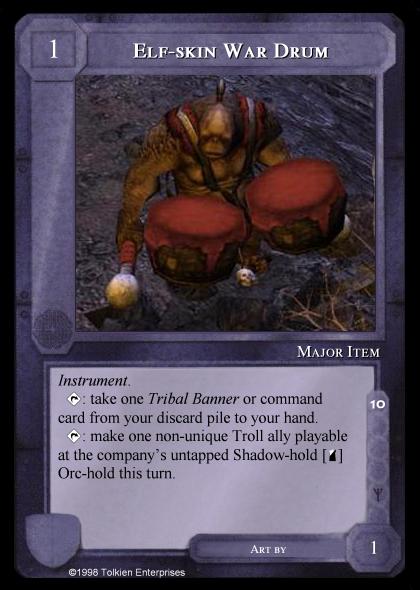 1
Elf-skin War Drum
Major Item
Instrument.
: take one Tribal Banner or command
card from your discard pile to your hand.
: make one non-unique Troll ally playable
at the company's untapped Shadow-hold [ ]
Orc-hold this turn.
10
Art by
1
©1998 Tolkien Enterprises